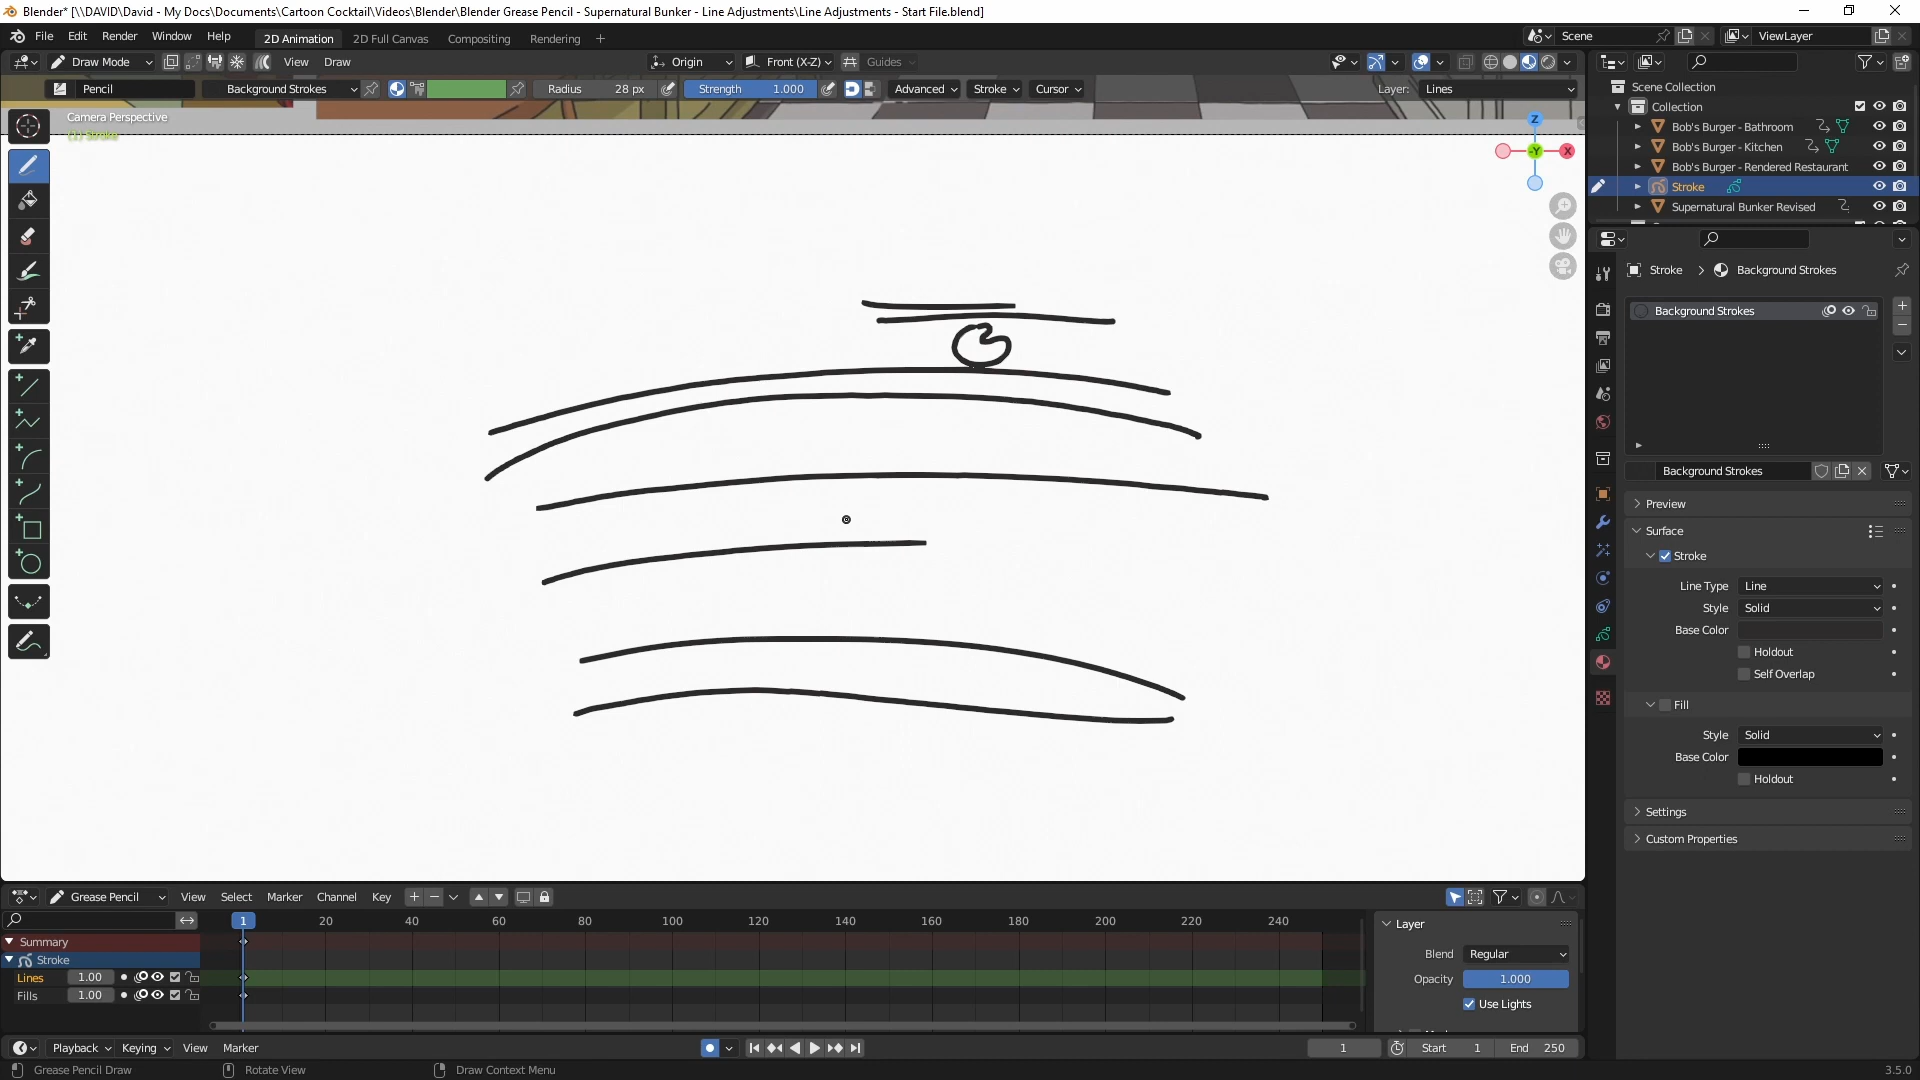 Blender* [\\DAVID\David - My Docs\Documents\Cartoon Cocktail\Videos\Blender\Blender Grease Pencil - Supernatural Bunker - Line Adjustments\Line Adjustments - Start File.blend]
File Edit Render Window Help 2D Animation 2D Full Canvas Compositing Rendering + Scene ViewLayer
Draw Mode View Draw Origin Front (X-Z) Guides
Pencil Background Strokes Radius 28 px Strength 1.000 Advanced Stroke Cursor Layer: Lines
Camera Perspective
(1) Stroke
Z
-Y X
Scene Collection
Collection
Bob's Burger - Bathroom
Bob's Burger - Kitchen
Bob's Burger - Rendered Restaurant
Stroke
Supernatural Bunker Revised
Stroke > Background Strokes
Background Strokes
Background Strokes
Preview
Surface
Stroke
Line Type Line
Style Solid
Base Color
Holdout
Self Overlap
Fill
Style Solid
Base Color
Holdout
Settings
Custom Properties
Grease Pencil View Select Marker Channel Key
1 20 40 60 80 100 120 140 160 180 200 220 240
Summary
Stroke
Lines 1.00
Fills 1.00
Layer
Blend Regular
Opacity 1.000
Use Lights
Playback Keying View Marker 1 Start 1 End 250
Grease Pencil Draw Rotate View Draw Context Menu 3.5.0